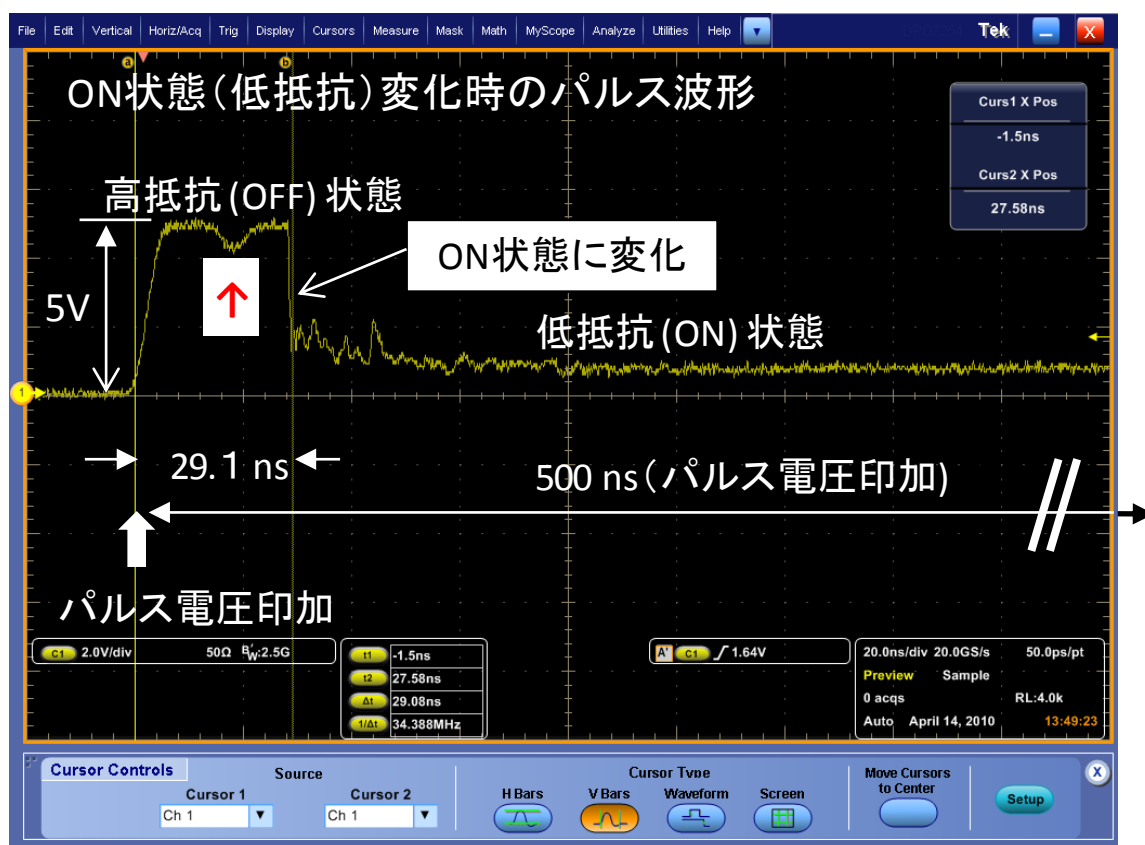 File Edit Vertical Horiz/Acq Trig Display Cursors Measure Mask Math MyScope Analyze Utilities Help Tek X
a b
ON状態(低抵抗)変化時のパルス波形
Curs1 X Pos
-1.5ns
Curs2 X Pos
27.58ns
高抵抗(OFF)状態
ON状態に変化
5V
↑
低抵抗(ON)状態
1
29.1 ns
500 ns(パルス電圧印加)
パルス電圧印加
C1 2.0V/div 50Ω BW:2.5G
t1 -1.5ns
t2 27.58ns
Δt 29.08ns
1/Δt 34.388MHz
A' C1 1.64V
20.0ns/div 20.0GS/s 50.0ps/pt
Preview Sample
0 acqs RL:4.0k
Auto April 14, 2010 13:49:23
Cursor Controls
Source
Cursor 1 Cursor 2
Ch 1 Ch 1
Cursor Type
H Bars V Bars Waveform Screen
Move Cursors
to Center
Setup
X